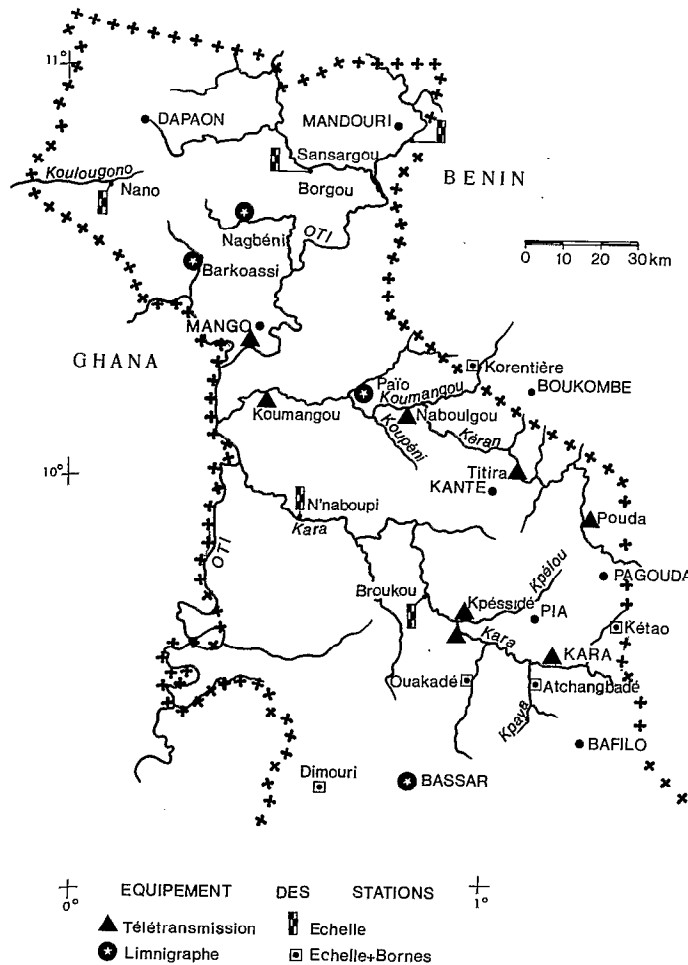 11°
DAPAON
MANDOURI
Sansargou
Koulougono
Nano
Borgou
BENIN
Nagbéni
OTI
Barkoassi
0 10 20 30 km
MANGO
GHANA
Korentière
Païo
Koumangou
BOUKOMBE
Koumangou
Naboulgou
Koupéni
Kéran
10°
Titira
KANTE
N'naboupi
Pouda
Kara
OTI
Kpélou
PAGOUDA
Broukou
Kpéssidé
PIA
Kétao
Kara
KARA
Ouakadé
Atchangbadé
Kpaya
BAFILO
Dimouri
BASSAR
0°
EQUIPEMENT DES STATIONS
1°
Télétransmission
Echelle
Limnigraphe
Echelle+Bornes